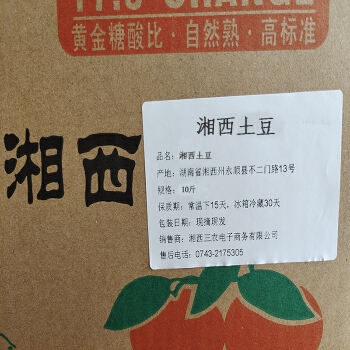 17.5° ORANGE
黄金糖酸比·自然熟·高标准
湘西
湘西土豆
品名：湘西土豆
产地：湖南省湘西州永顺县不二门路13号
规格：10斤
保质期：常温下15天，冰箱冷藏30天
包装日期：现摘现发
销售商：湘西三农电子商务有限公司
售后电话：0743-2175305